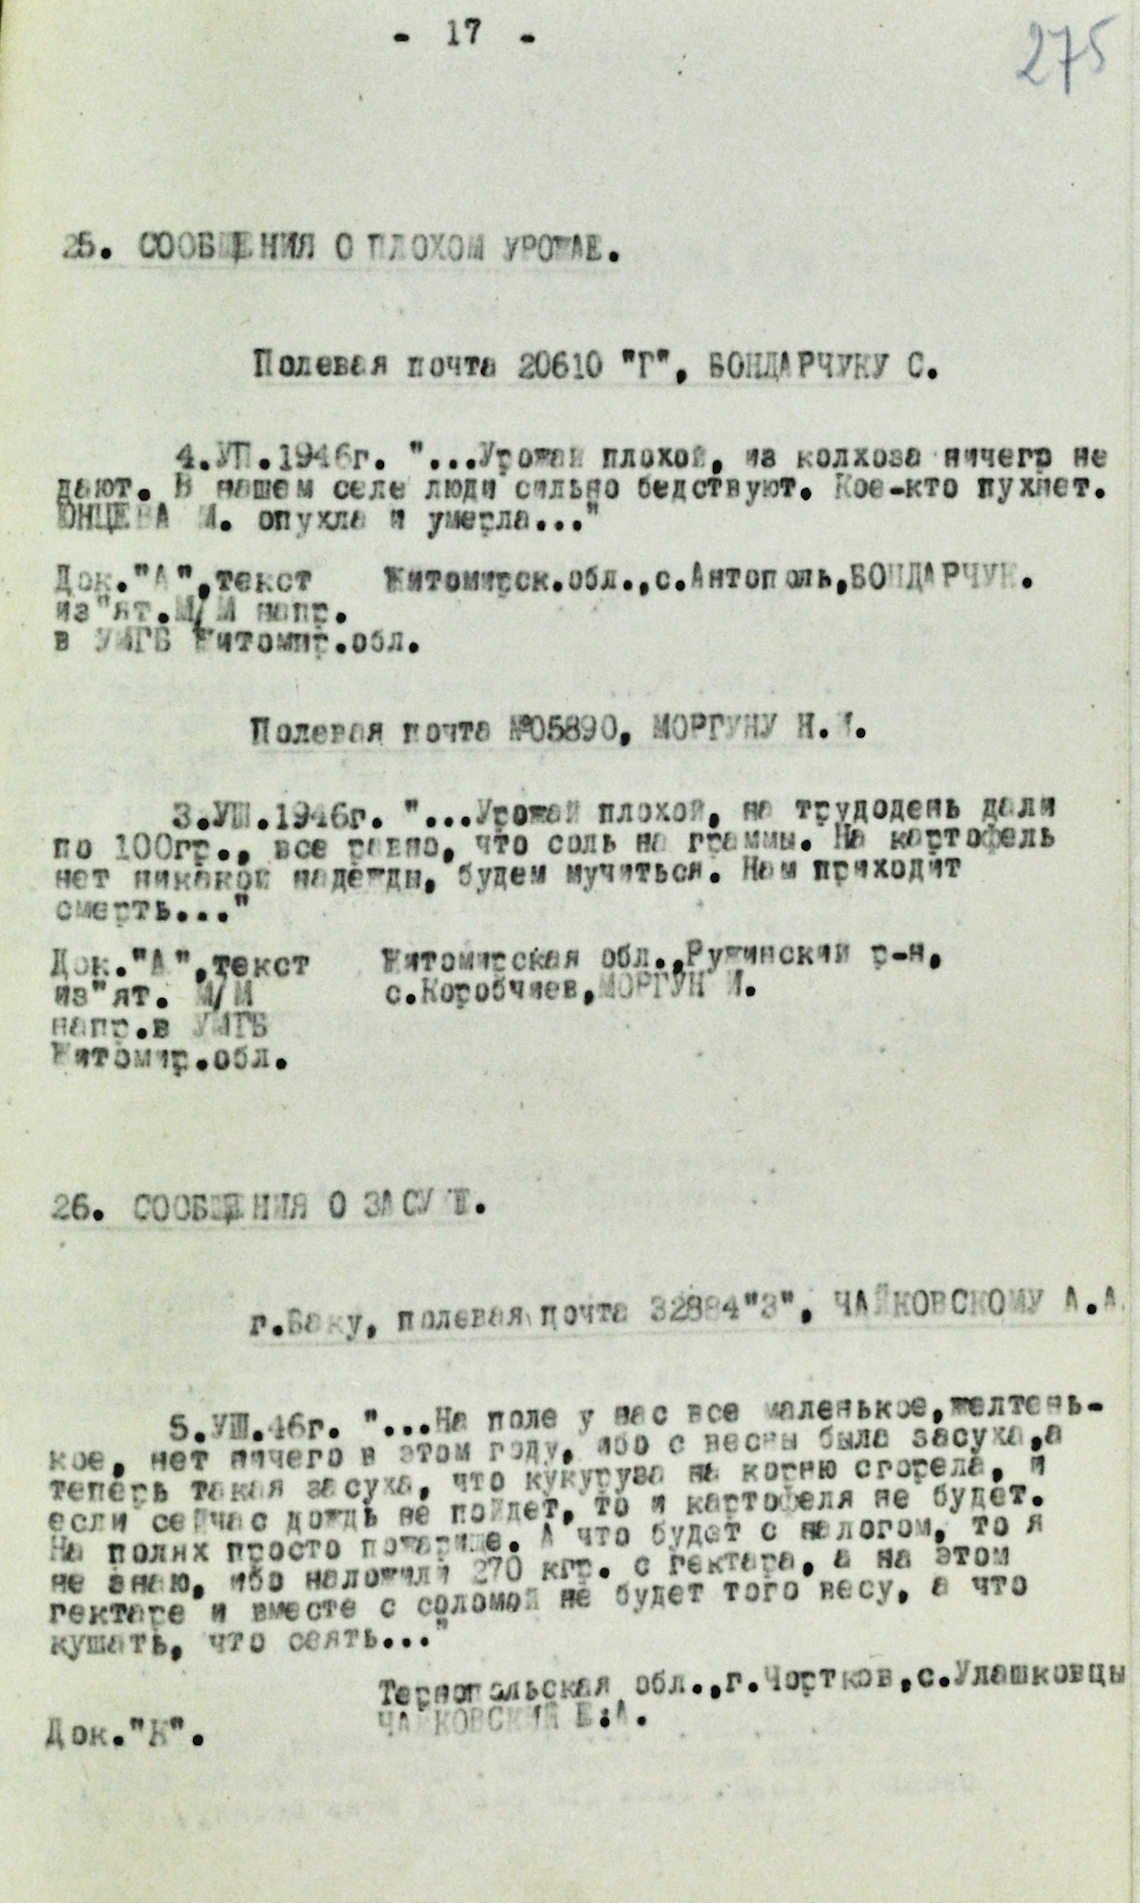 - 17 -
275
25. СООБЩЕНИЯ О ПЛОХОМ УРОЖАЕ.
Полевая почта 20610 "Г", БОНДАРЧУКУ С.
4.УП.1946г. "...Урожай плохой, из колхоза ничего не
дают. В нашем селе люди сильно бедствуют. Кое-кто пухнет.
ЮНЦЕВА М. опухла и умерла..."
Док."А",текст Житомирск.обл.,с.Антополь,БОНДАРЧУК.
из"ят.М/М напр.
в УМГБ Житомир.обл.
Полевая почта №05890, МОРГУНУ Н.И.
3.УШ.1946г. "...Урожай плохой, на трудодень дали
по 100гр., все равно, что соль на граммы. На картофель
нет никакой надежды, будем мучиться. Нам приходит
смерть..."
Док."А",текст Житомирская обл.,Ружинский р-н,
из"ят. М/М с.Коробчиев,МОРГУН И.
напр.в УМГБ
Житомир.обл.
26. СООБЩЕНИЯ О ЗАСУХЕ.
г.Баку, полевая почта 32884"З", ЧАЙКОВСКОМУ А.А.
5.УШ.46г. "...На поле у нас все маленькое,желтень-
кое, нет ничего в этом году, ибо с весны была засуха,а
теперь такая засуха, что кукуруза на корню сгорела, и
если сейчас дождь не пойдет, то и картофеля не будет.
На полях просто пожарище. А что будет с налогом, то я
не знаю, ибо наложили 270 кгр. с гектара, а на этом
гектаре и вместе с соломой не будет того весу, а что
кушать, что сеять..."
Тернопольская обл.,г.Чортков,с.Улашковцы
Док."К". ЧАЙКОВСКИЙ Е.А.